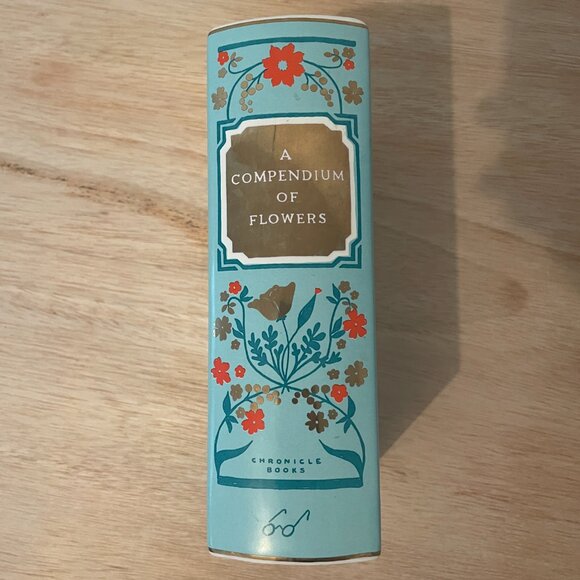 A
COMPENDIUM
OF
FLOWERS
CHRONICLE
BOOKS